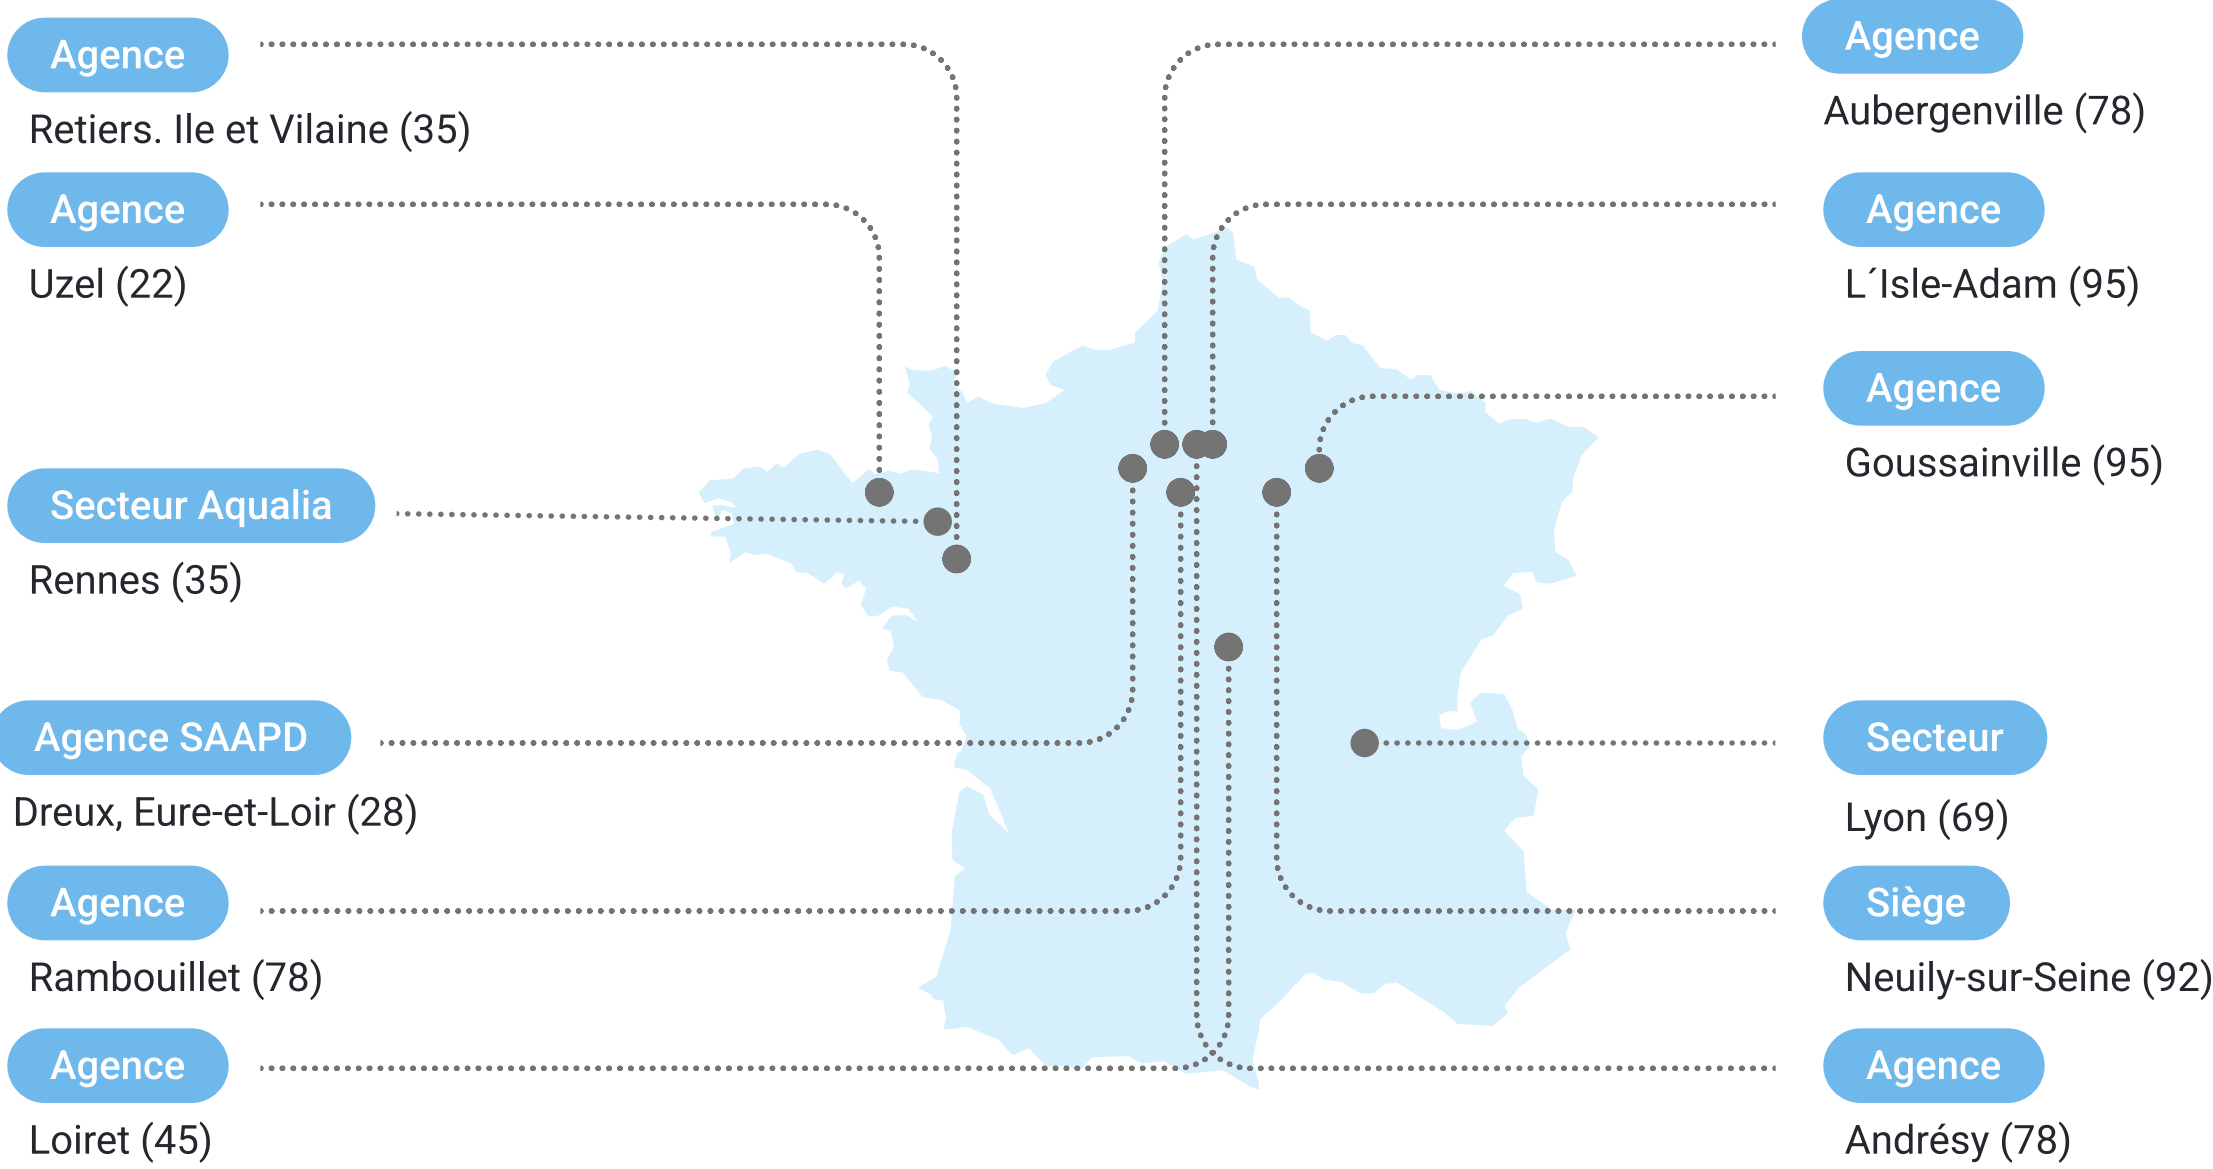 Agence
Retiers. Ile et Vilaine (35)
Agence
Uzel (22)
Secteur Aqualia
Rennes (35)
Agence SAAPD
Dreux, Eure-et-Loir (28)
Agence
Rambouillet (78)
Agence
Loiret (45)
Agence
Aubergenville (78)
Agence
L´Isle-Adam (95)
Agence
Goussainville (95)
Secteur
Lyon (69)
Siège
Neuily-sur-Seine (92)
Agence
Andrésy (78)